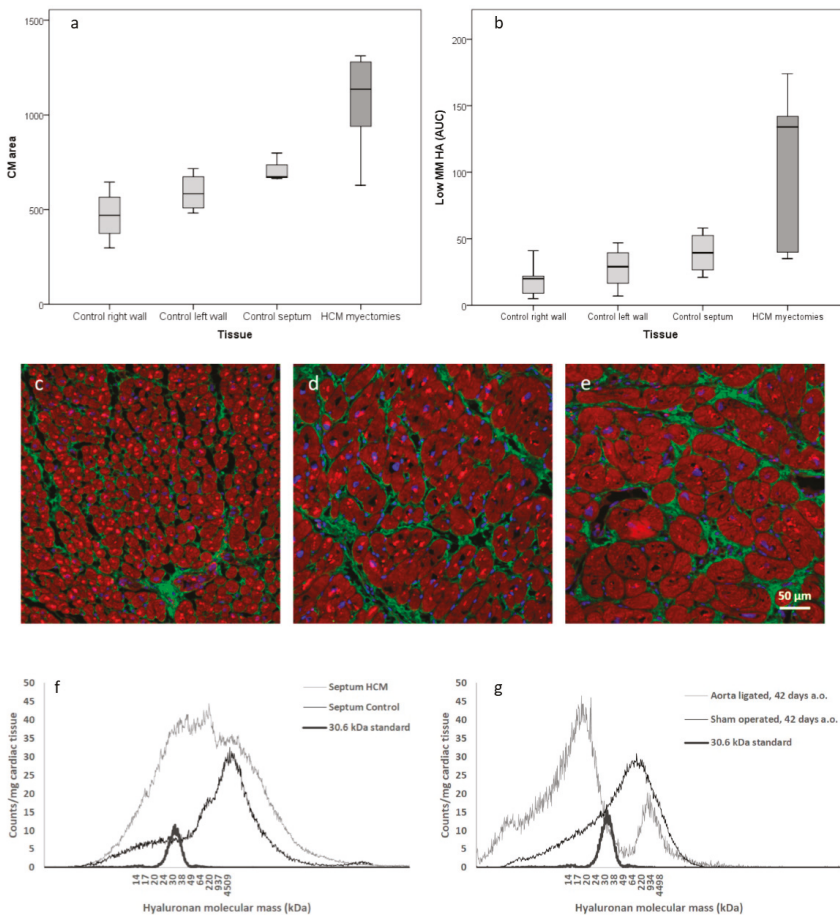 a
1500
1000
500
0
CM area
Control right wall
Control left wall
Control septum
HCM myectomies
Tissue
b
200
150
100
50
0
Low MM HA (AUC)
Control right wall
Control left wall
Control septum
HCM myectomies
Tissue
c
d
e
50 µm
f
50
45
40
35
30
25
20
15
10
5
0
Counts/mg cardiac tissue
Septum HCM
Septum Control
30.6 kDa standard
14
17
20
24
30
38
49
64
220
937
4509
Hyaluronan molecular mass (kDa)
g
50
45
40
35
30
25
20
15
10
5
0
Counts/mg cardiac tissue
Aorta ligated, 42 days a.o.
Sham operated, 42 days a.o.
30.6 kDa standard
14
17
20
24
30
38
49
64
220
934
4498
Hyaluronan molecular mass (kDa)